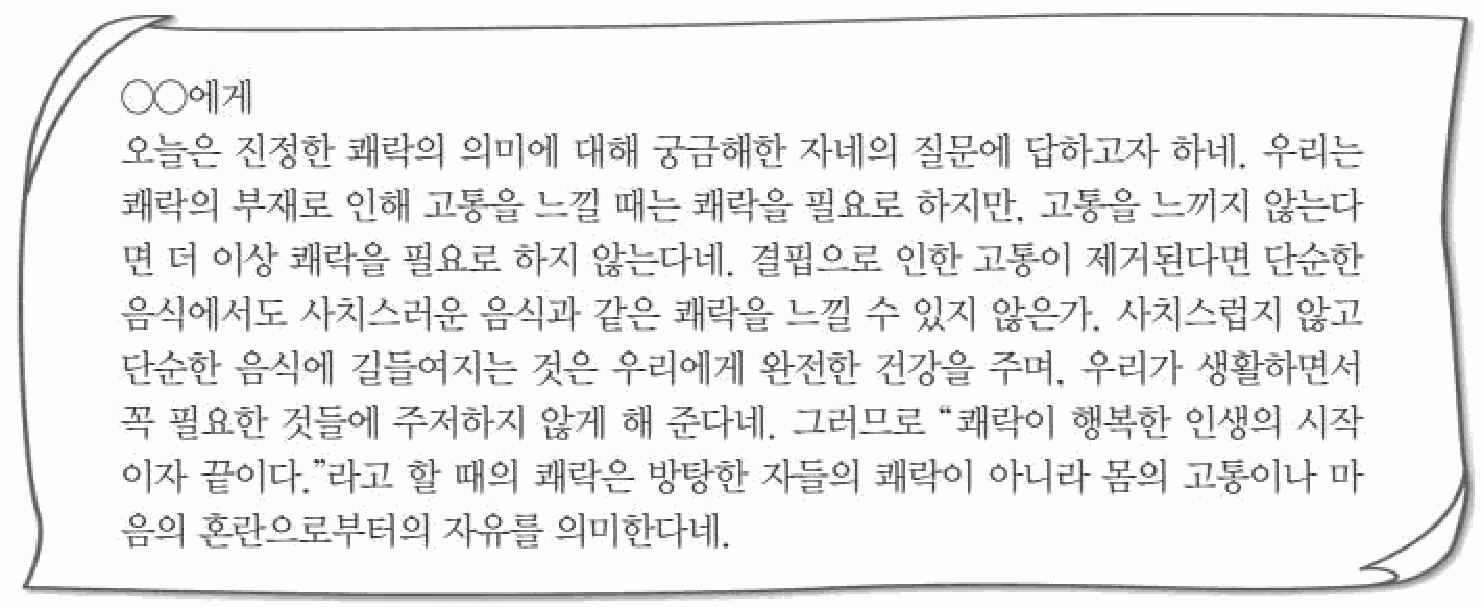 ○○에게
오늘은 진정한 쾌락의 의미에 대해 궁금해한 자네의 질문에 답하고자 하네. 우리는
쾌락의 부재로 인해 고통을 느낄 때는 쾌락을 필요로 하지만, 고통을 느끼지 않는다
면 더 이상 쾌락을 필요로 하지 않는다네. 결핍으로 인한 고통이 제거된다면 단순한
음식에서도 사치스러운 음식과 같은 쾌락을 느낄 수 있지 않은가. 사치스럽지 않고
단순한 음식에 길들여지는 것은 우리에게 완전한 건강을 주며, 우리가 생활하면서
꼭 필요한 것들에 주저하지 않게 해 준다네. 그러므로 “쾌락이 행복한 인생의 시작
이자 끝이다.”라고 할 때의 쾌락은 방탕한 자들의 쾌락이 아니라 몸의 고통이나 마
음의 혼란으로부터의 자유를 의미한다네.